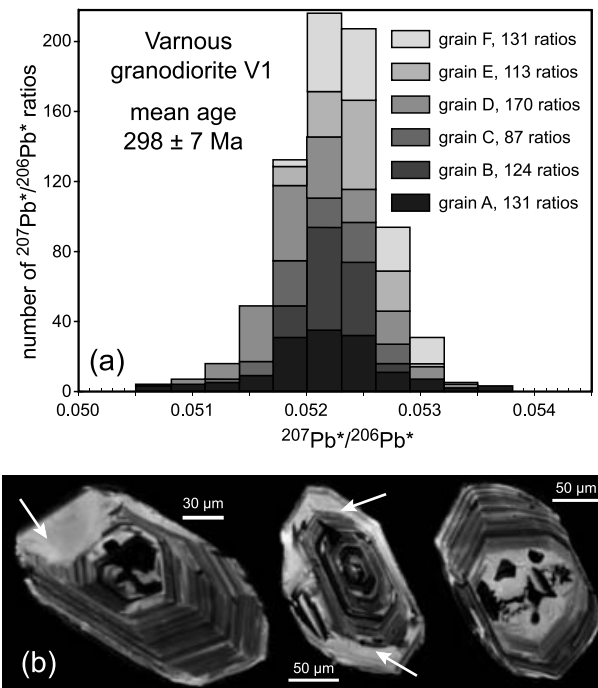 Varnous
granodiorite V1
mean age
298 ± 7 Ma
grain F, 131 ratios
grain E, 113 ratios
grain D, 170 ratios
grain C, 87 ratios
grain B, 124 ratios
grain A, 131 ratios
number of ²⁰⁷Pb*/²⁰⁶Pb* ratios
200
160
120
80
40
0
(a)
0.050
0.051
0.052
0.053
0.054
²⁰⁷Pb*/²⁰⁶Pb*
30 µm
50 µm
50 µm
(b)